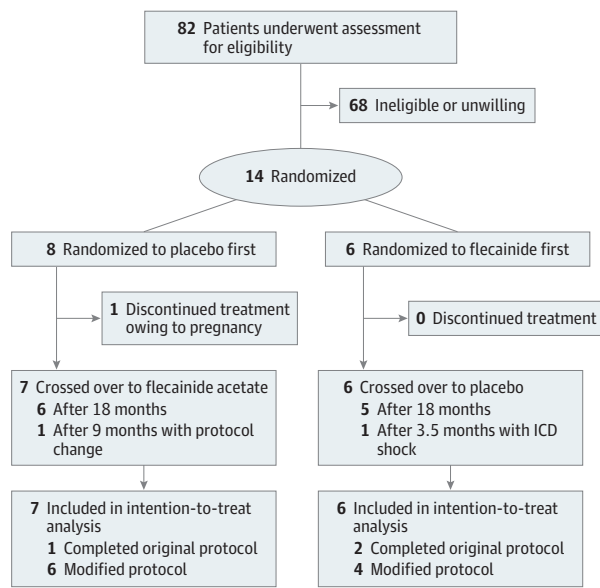 82 Patients underwent assessment
for eligibility
68 Ineligible or unwilling
14 Randomized
8 Randomized to placebo first
6 Randomized to flecainide first
1 Discontinued treatment
owing to pregnancy
0 Discontinued treatment
7 Crossed over to flecainide acetate
6 After 18 months
1 After 9 months with protocol
change
6 Crossed over to placebo
5 After 18 months
1 After 3.5 months with ICD
shock
7 Included in intention-to-treat
analysis
1 Completed original protocol
6 Modified protocol
6 Included in intention-to-treat
analysis
2 Completed original protocol
4 Modified protocol